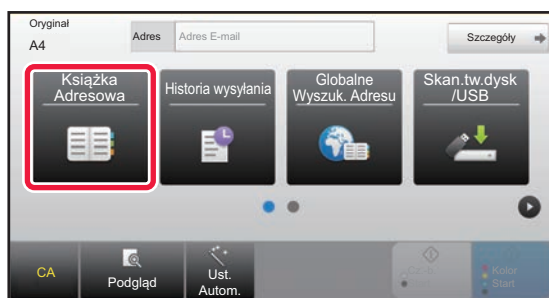 Oryginał
A4
Adres
Adres E-mail
Szczegóły
Książka
Adresowa
Historia wysyłania
Globalne
Wyszuk. Adresu
Skan.tw.dysk
/USB
CA
Podgląd
Ust.
Autom.
Kolor
Start